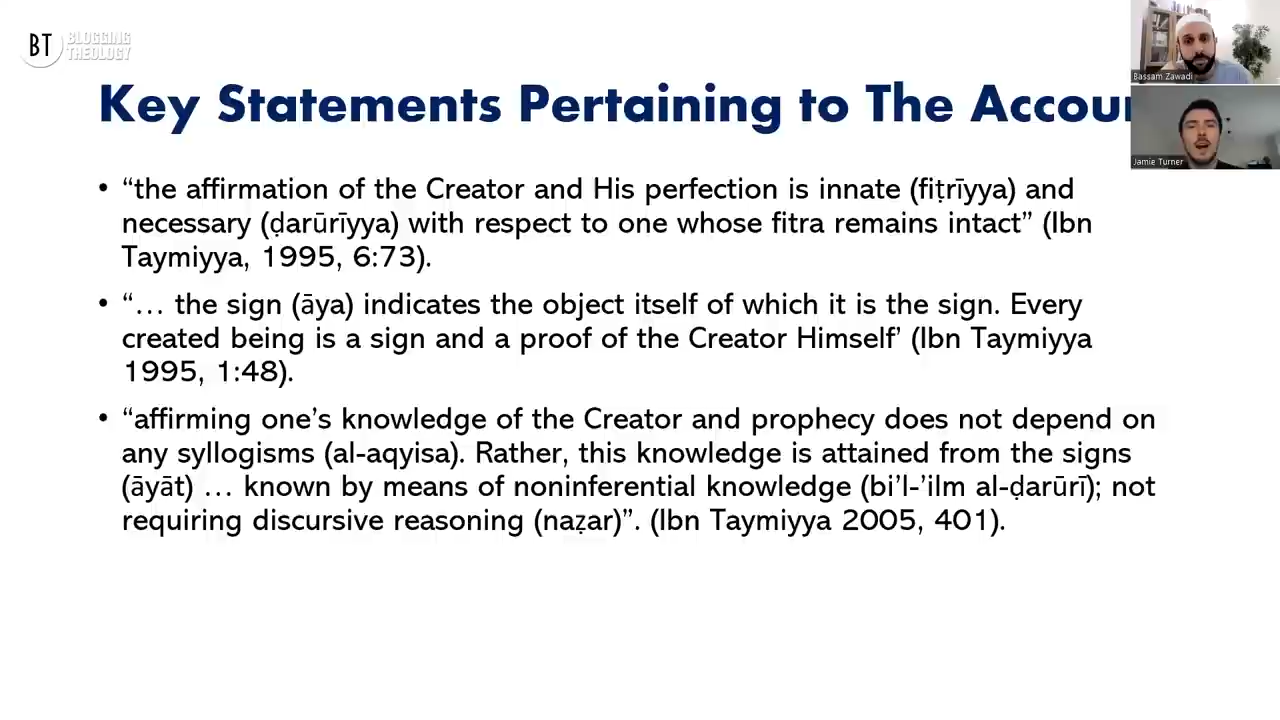 BT BLOGGING
THEOLOGY
Bassam Zawadi
Key Statements Pertaining to The Accou
Jamie Turner
• “the affirmation of the Creator and His perfection is innate (fiṭrīyya) and
necessary (ḍarūrīyya) with respect to one whose fitra remains intact” (Ibn
Taymiyya, 1995, 6:73).
• “… the sign (āya) indicates the object itself of which it is the sign. Every
created being is a sign and a proof of the Creator Himself’ (Ibn Taymiyya
1995, 1:48).
• “affirming one’s knowledge of the Creator and prophecy does not depend on
any syllogisms (al-aqyisa). Rather, this knowledge is attained from the signs
(āyāt) … known by means of noninferential knowledge (bi’l-’ilm al-ḍarūrī); not
requiring discursive reasoning (naẓar)”. (Ibn Taymiyya 2005, 401).